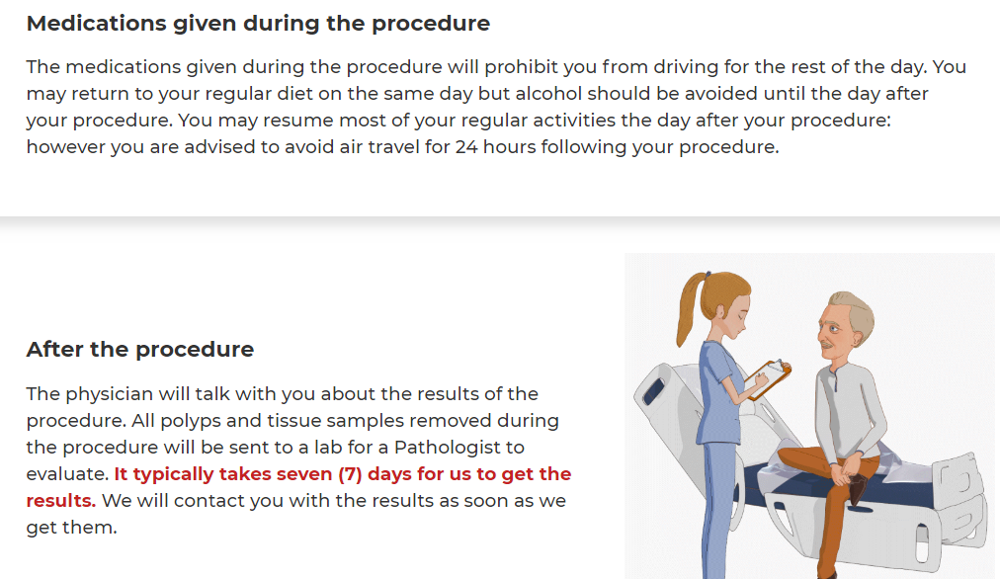 Medications given during the procedure
The medications given during the procedure will prohibit you from driving for the rest of the day. You
may return to your regular diet on the same day but alcohol should be avoided until the day after
your procedure. You may resume most of your regular activities the day after your procedure:
however you are advised to avoid air travel for 24 hours following your procedure.
After the procedure
The physician will talk with you about the results of the
procedure. All polyps and tissue samples removed during
the procedure will be sent to a lab for a Pathologist to
evaluate. It typically takes seven (7) days for us to get the
results. We will contact you with the results as soon as we
get them.